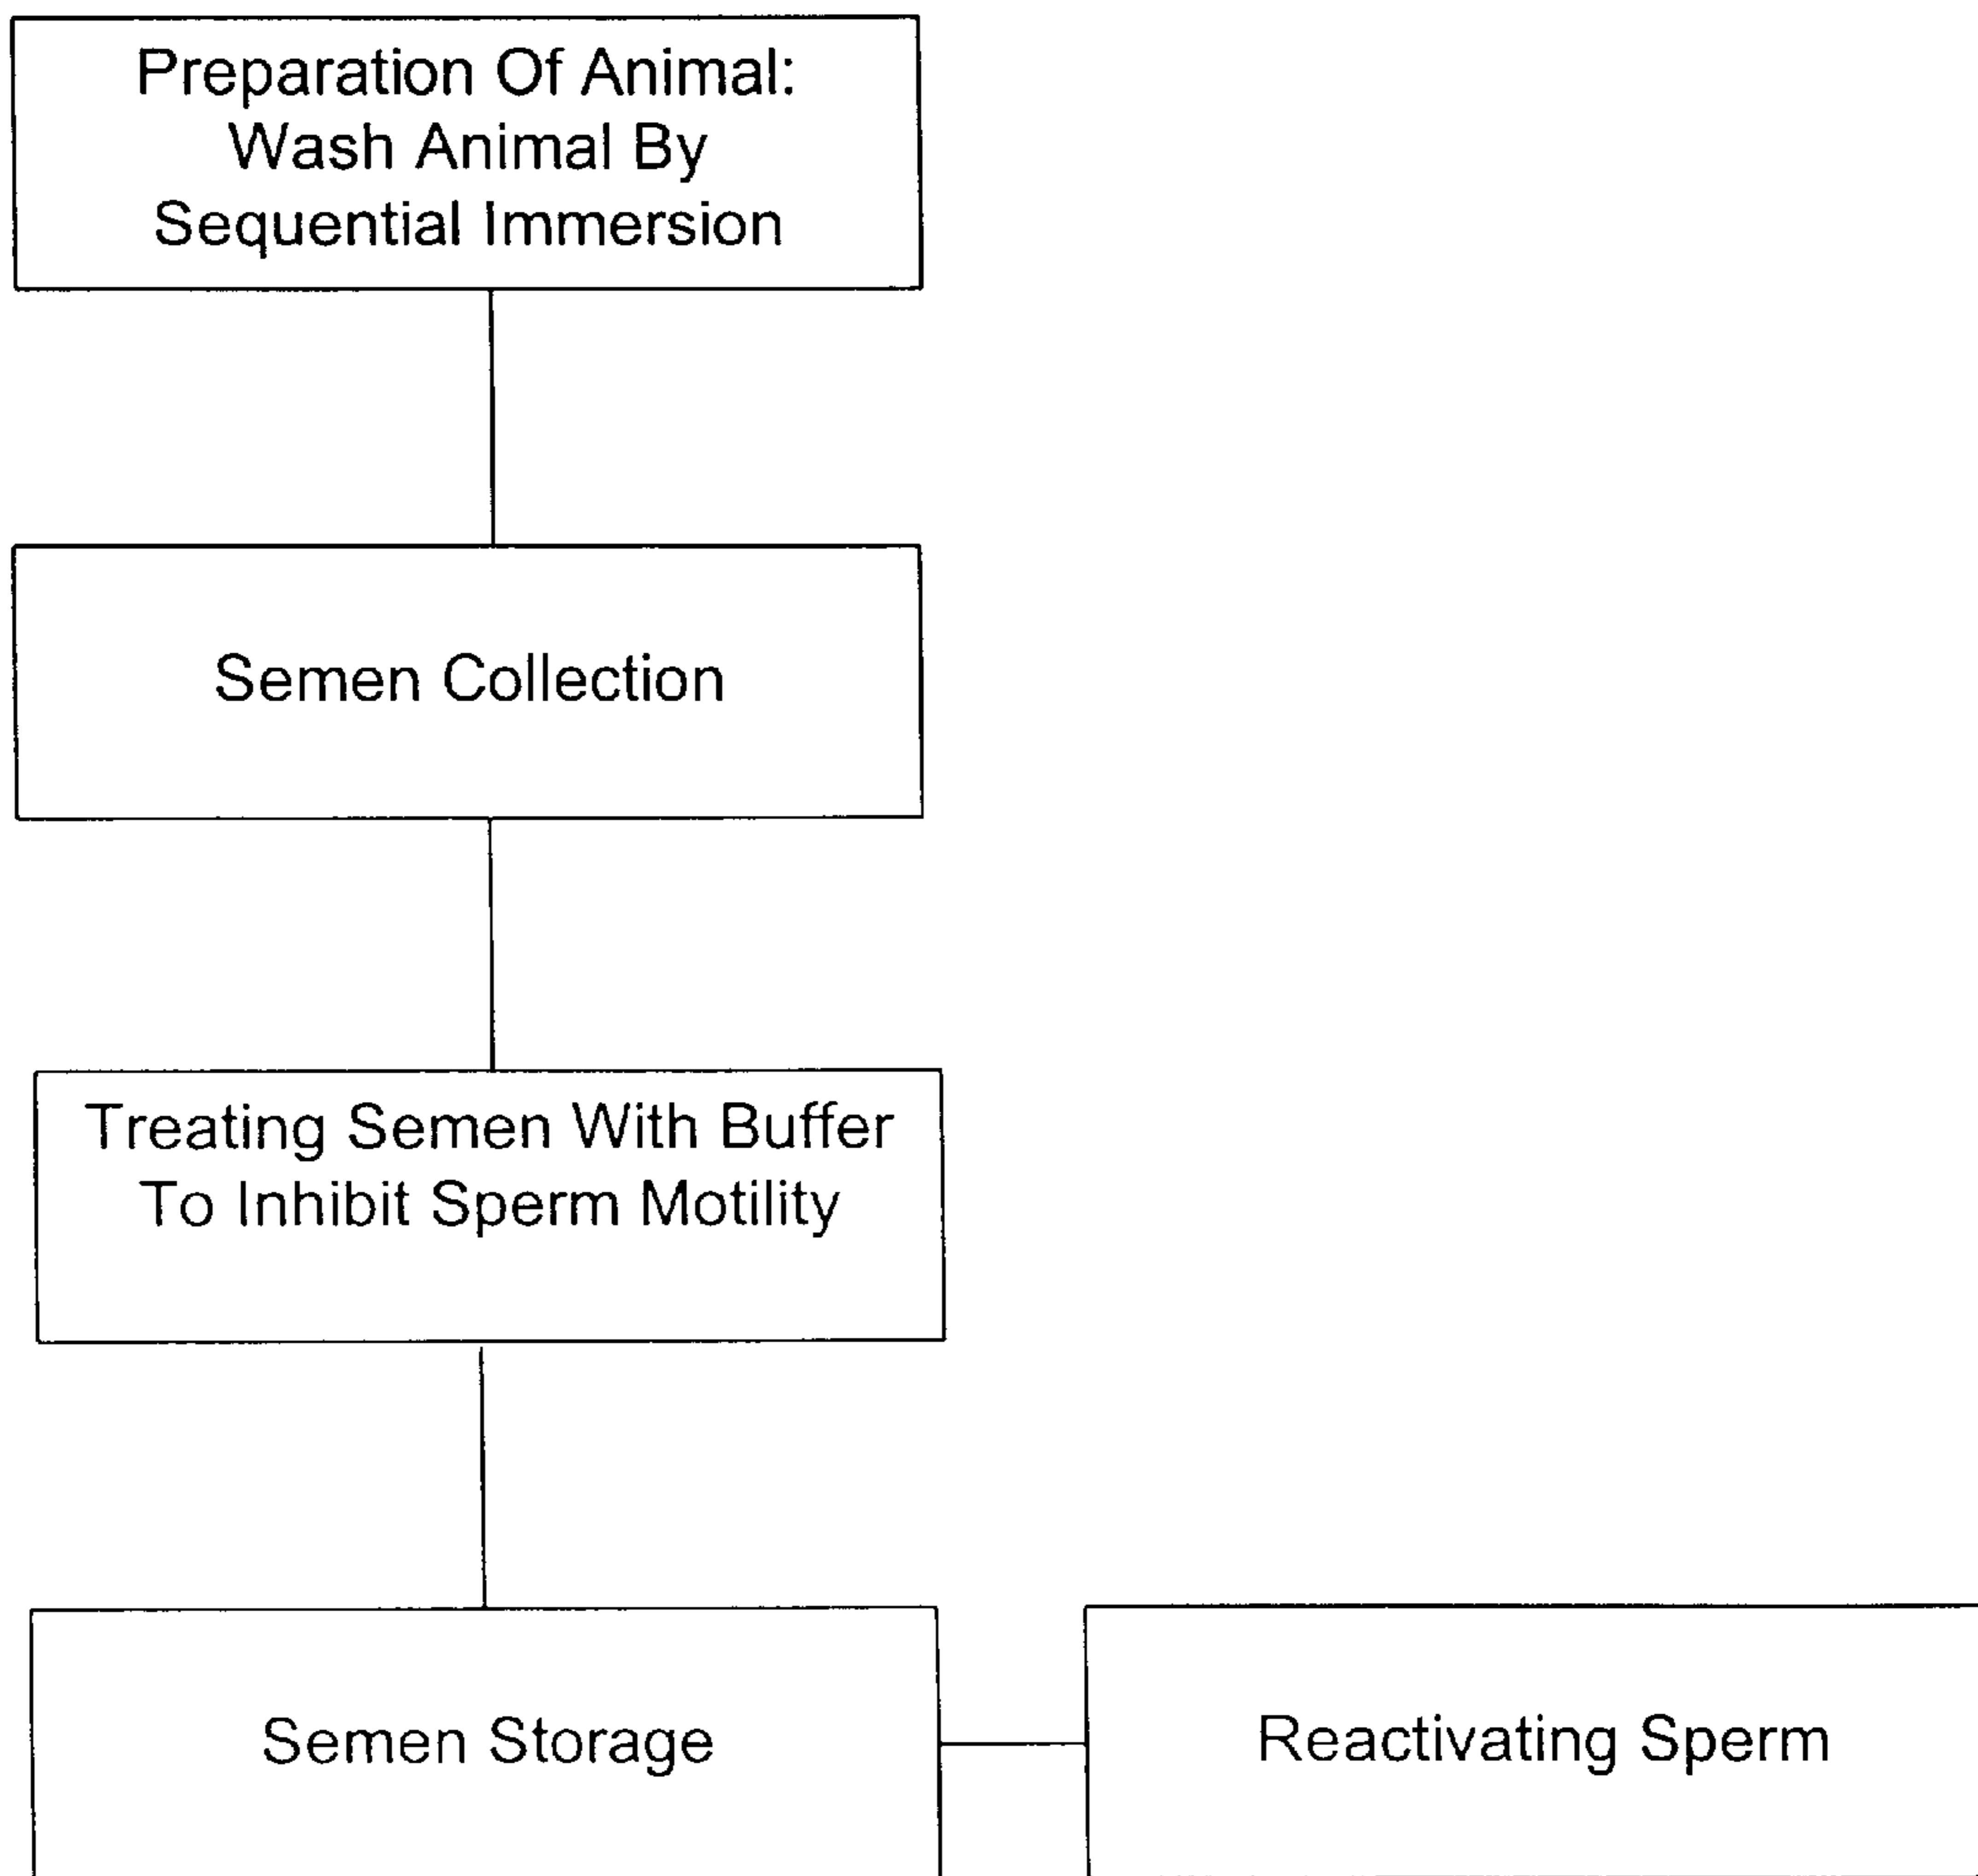 Preparation Of Animal:
Wash Animal By
Sequential Immersion
Semen Collection
Treating Semen With Buffer
To Inhibit Sperm Motility
Semen Storage
Reactivating Sperm